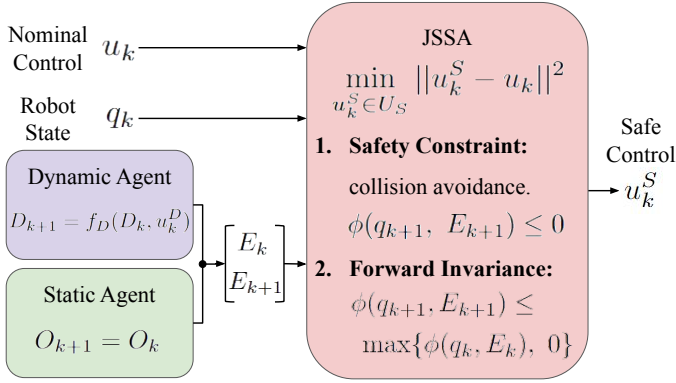 Nominal
Control
u_k
Robot
State
q_k
Dynamic Agent
D_{k+1} = f_D(D_k, u_k^D)
Static Agent
O_{k+1} = O_k
[E_k
E_{k+1}]
JSSA
min ||u_k^S − u_k||^2
u_k^S∈U_S
1. Safety Constraint:
collision avoidance.
ϕ(q_{k+1}, E_{k+1}) ≤ 0
2. Forward Invariance:
ϕ(q_{k+1}, E_{k+1}) ≤
max{ϕ(q_k, E_k), 0}
Safe
Control
u_k^S